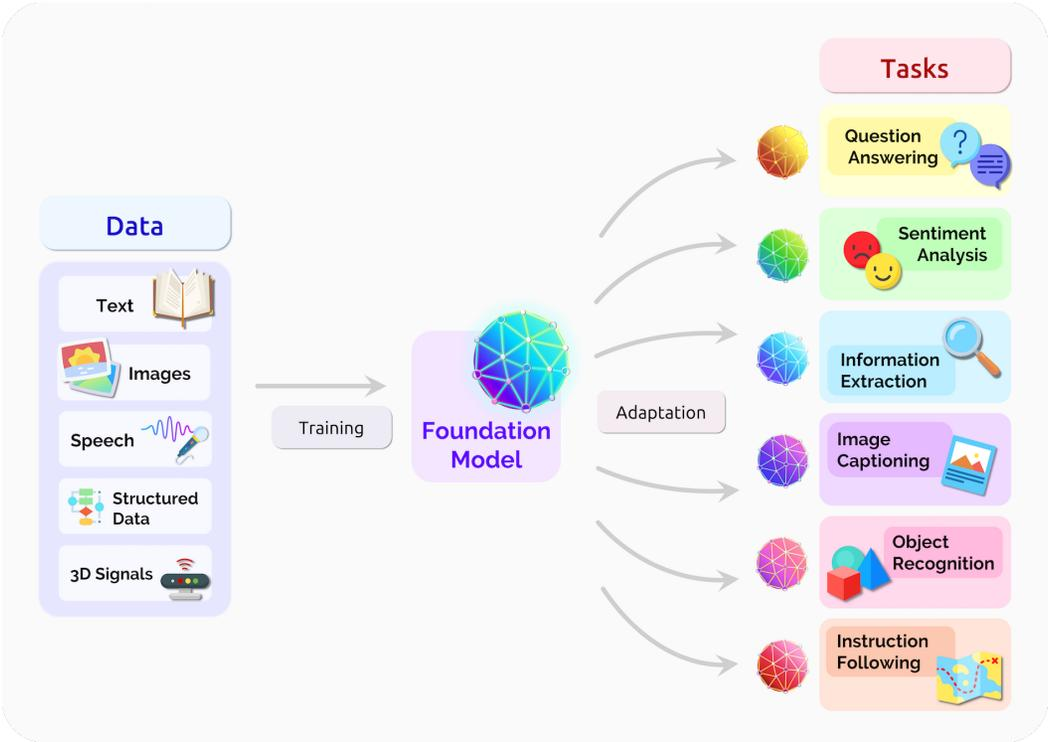 Data
Text
Images
Speech
Structured
Data
3D Signals
Training
Foundation
Model
Adaptation
Tasks
Question
Answering
?
Sentiment
Analysis
Information
Extraction
Image
Captioning
Object
Recognition
Instruction
Following